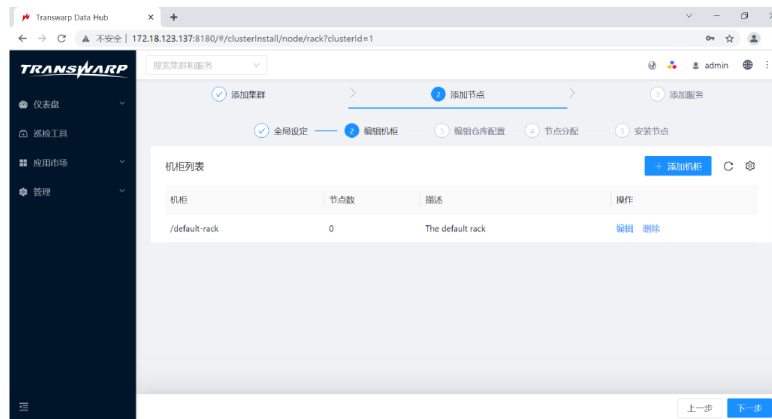 Transwarp Data Hub
不安全 | 172.18.123.137:8180/#/clusterInstall/node/rack?clusterId=1
TRANSWARP
搜索集群和服务
admin
添加集群
2 添加节点
3 添加服务
仪表盘
巡检工具
应用市场
管理
全局设定
2 编辑机柜
3 编辑仓库配置
4 节点分配
5 安装节点
机柜列表
+ 添加机柜
机柜 节点数 描述 操作
/default-rack 0 The default rack 编辑 删除
上一步 下一步